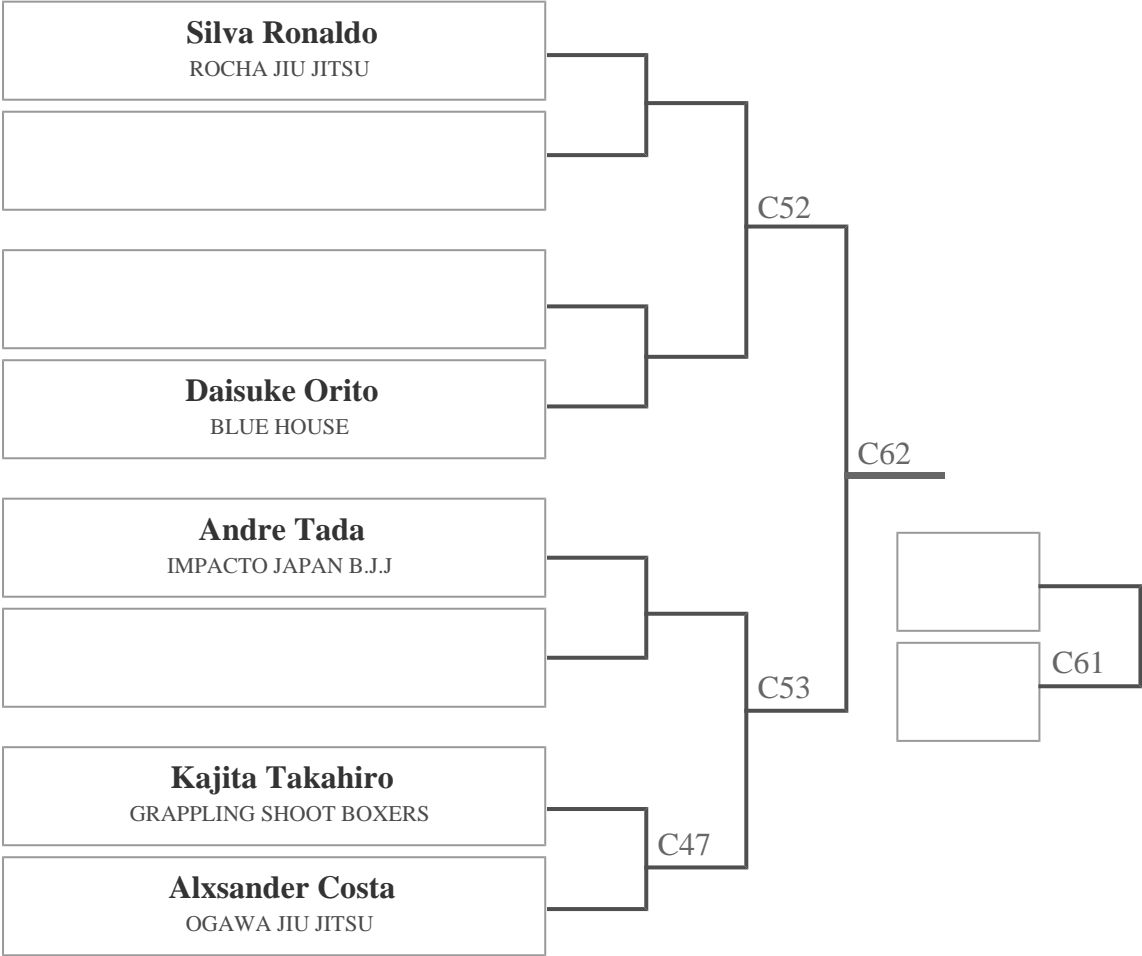 Silva Ronaldo
ROCHA JIU JITSU
C52
Daisuke Orito
BLUE HOUSE
C62
Andre Tada
IMPACTO JAPAN B.J.J
C61
C53
Kajita Takahiro
GRAPPLING SHOOT BOXERS
C47
Alxsander Costa
OGAWA JIU JITSU